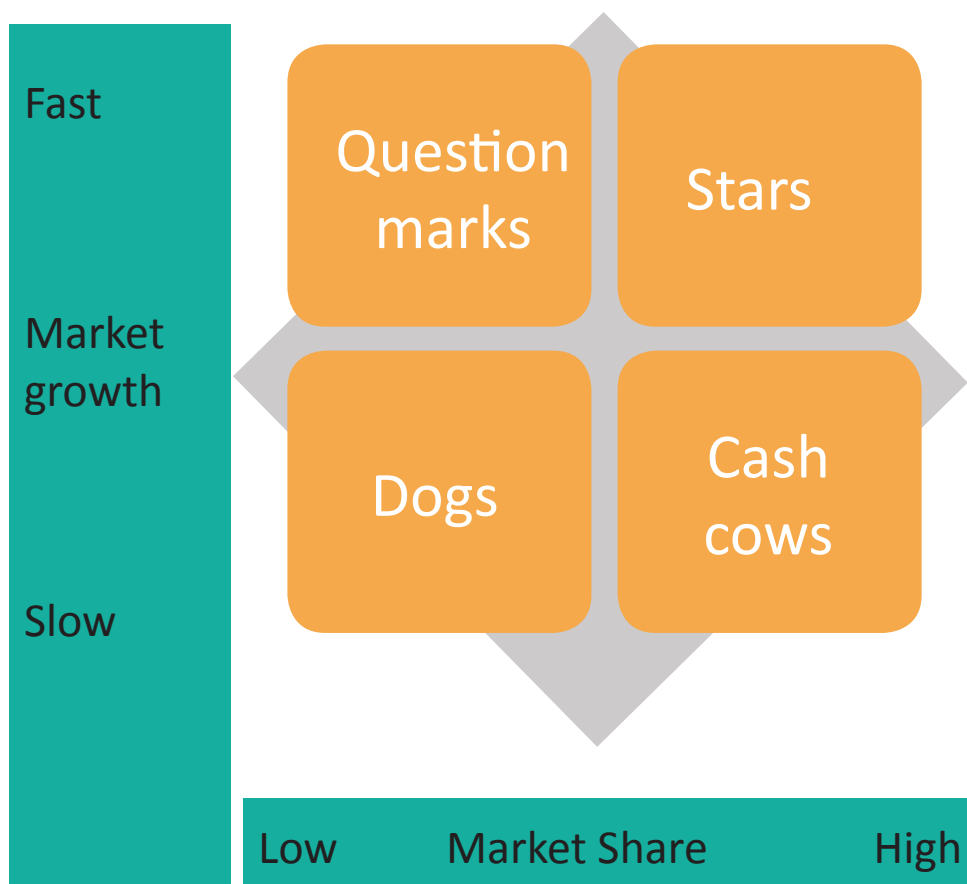 Fast
Question
marks
Stars
Market
growth
Dogs
Cash
cows
Slow
Low Market Share High